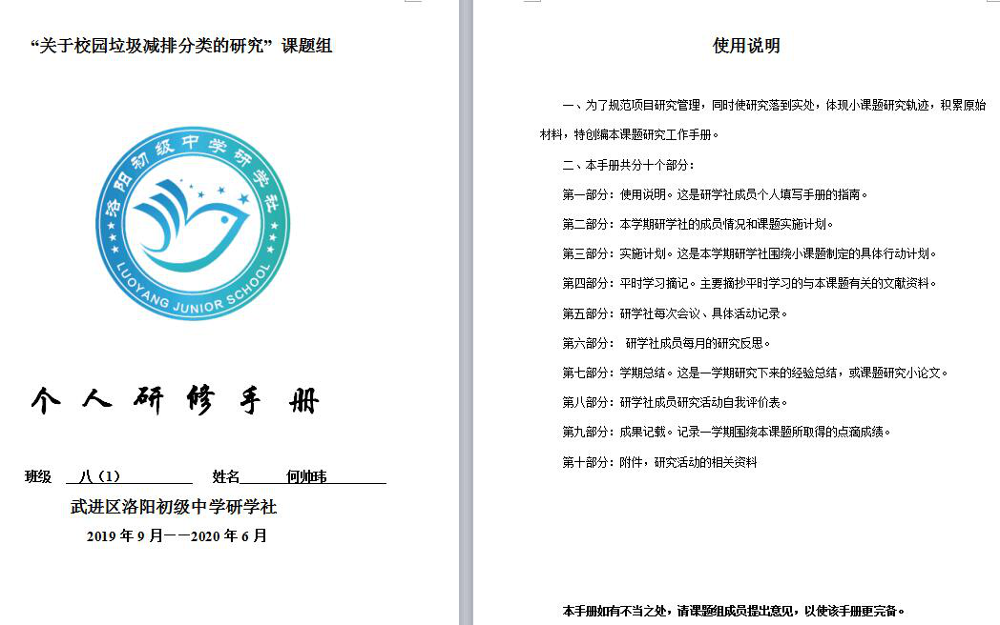 “关于校园垃圾减排分类的研究” 课题组
洛阳初级中学研学社
LUOYANG JUNIOR SCHOOL
个人研修手册
班级 八（1） 姓名 何帅玮
武进区洛阳初级中学研学社
2019 年 9 月——2020 年 6 月
使用说明
一、为了规范项目研究管理，同时使研究落到实处，体现小课题研究轨迹，积累原始
材料，特创编本课题研究工作手册。
二、本手册共分十个部分：
第一部分：使用说明。这是研学社成员个人填写手册的指南。
第二部分：本学期研学社的成员情况和课题实施计划。
第三部分：实施计划。这是本学期研学社围绕小课题制定的具体行动计划。
第四部分：平时学习摘记。主要摘抄平时学习的与本课题有关的文献资料。
第五部分：研学社每次会议、具体活动记录。
第六部分： 研学社成员每月的研究反思。
第七部分：学期总结。这是一学期研究下来的经验总结，或课题研究小论文。
第八部分：研学社成员研究活动自我评价表。
第九部分：成果记载。记录一学期围绕本课题所取得的点滴成绩。
第十部分：附件，研究活动的相关资料
本手册如有不当之处，请课题组成员提出意见，以使该手册更完备。